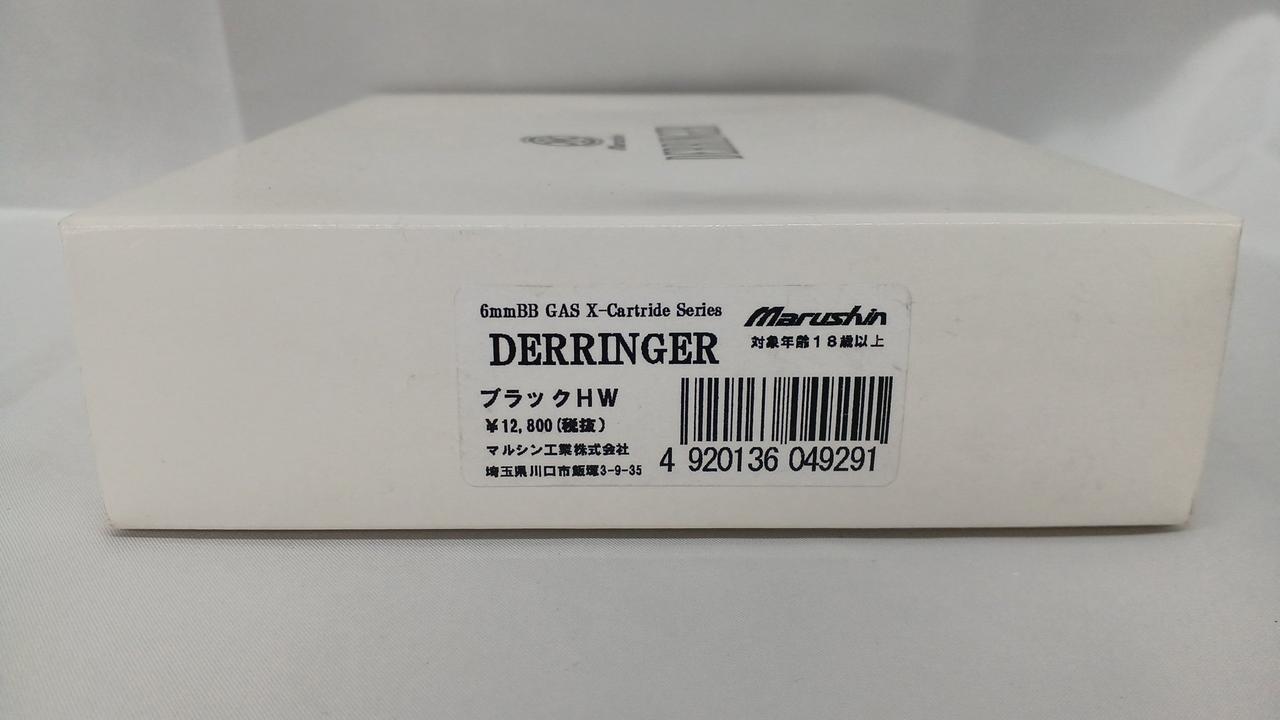 Marushin
DERRINGER
6mmBB GAS X-Cartride Series
Marushin
DERRINGER
対象年齢18歳以上
ブラックHW
¥12,800(税抜)
マルシン工業株式会社
埼玉県川口市飯塚3-9-35
4 920136 049291